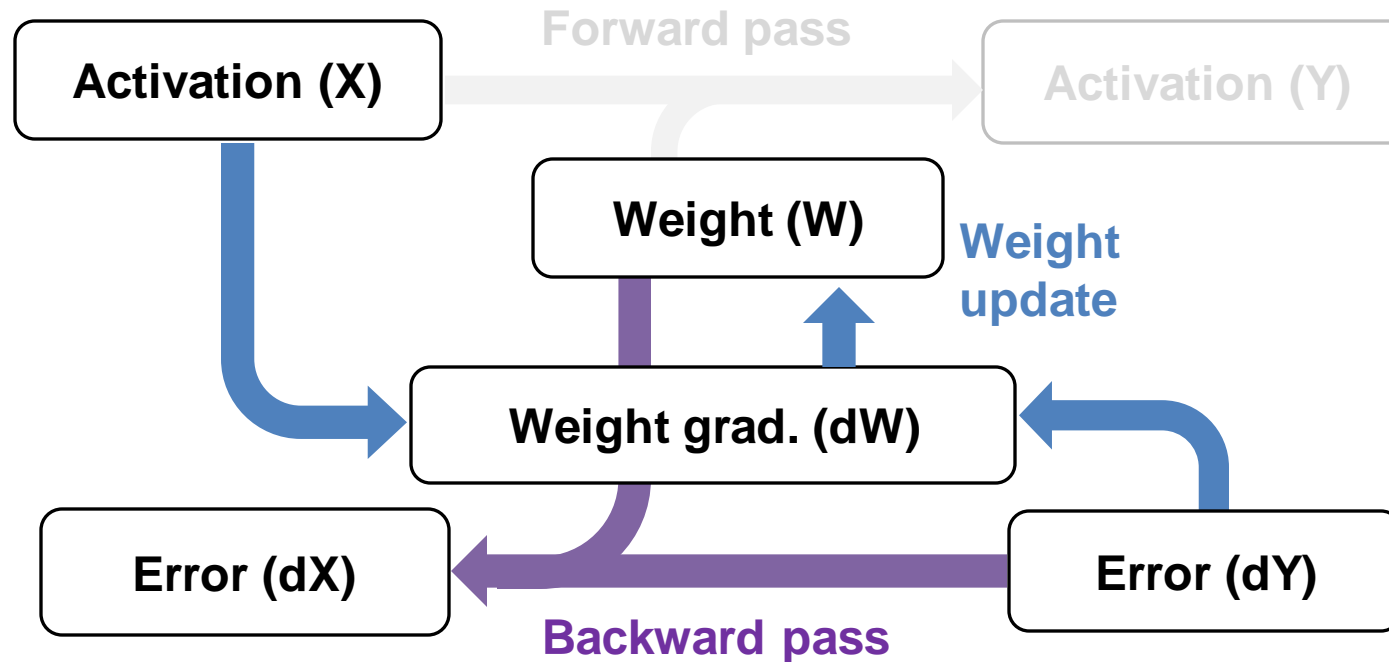 Forward pass
Activation (X)
Activation (Y)
Weight (W)
Weight
update
Weight grad. (dW)
Error (dX)
Error (dY)
Backward pass